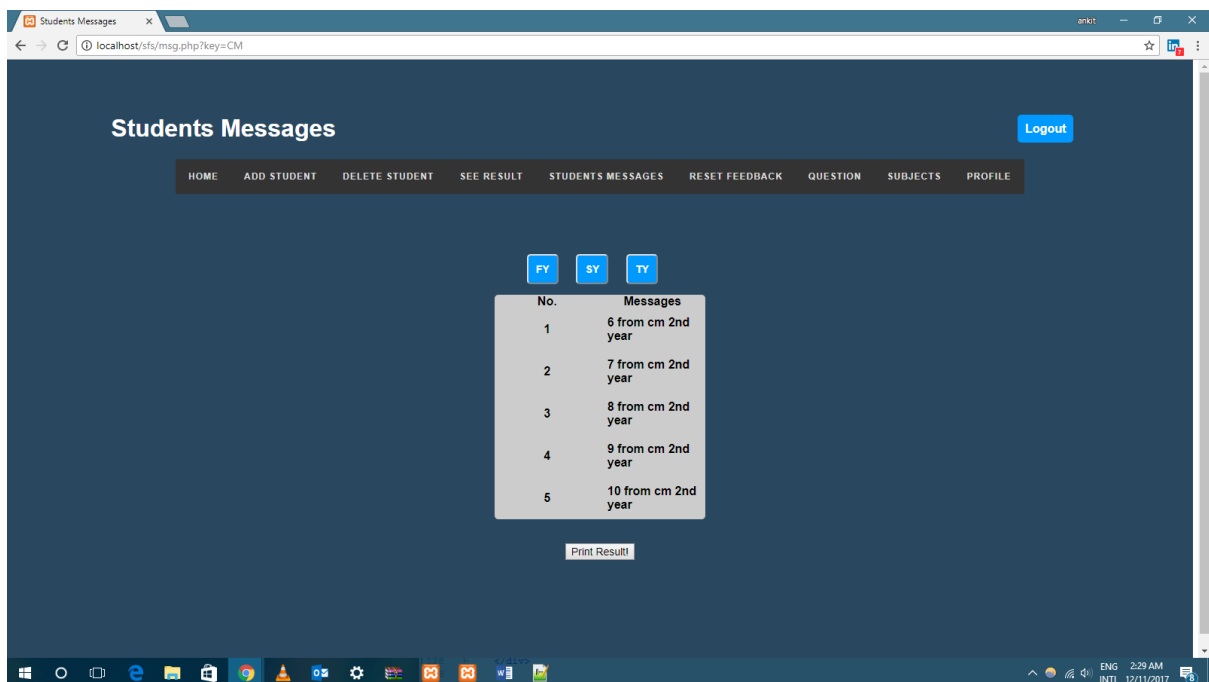 Students Messages
ankit
localhost/sfs/msg.php?key=CM
7
Students Messages
Logout
HOME ADD STUDENT DELETE STUDENT SEE RESULT STUDENTS MESSAGES RESET FEEDBACK QUESTION SUBJECTS PROFILE
FY SY TY
No. Messages
1 6 from cm 2nd
year
2 7 from cm 2nd
year
3 8 from cm 2nd
year
4 9 from cm 2nd
year
5 10 from cm 2nd
year
Print Result!
</div>
ENG 2:29 AM
INTL 12/11/2017
8